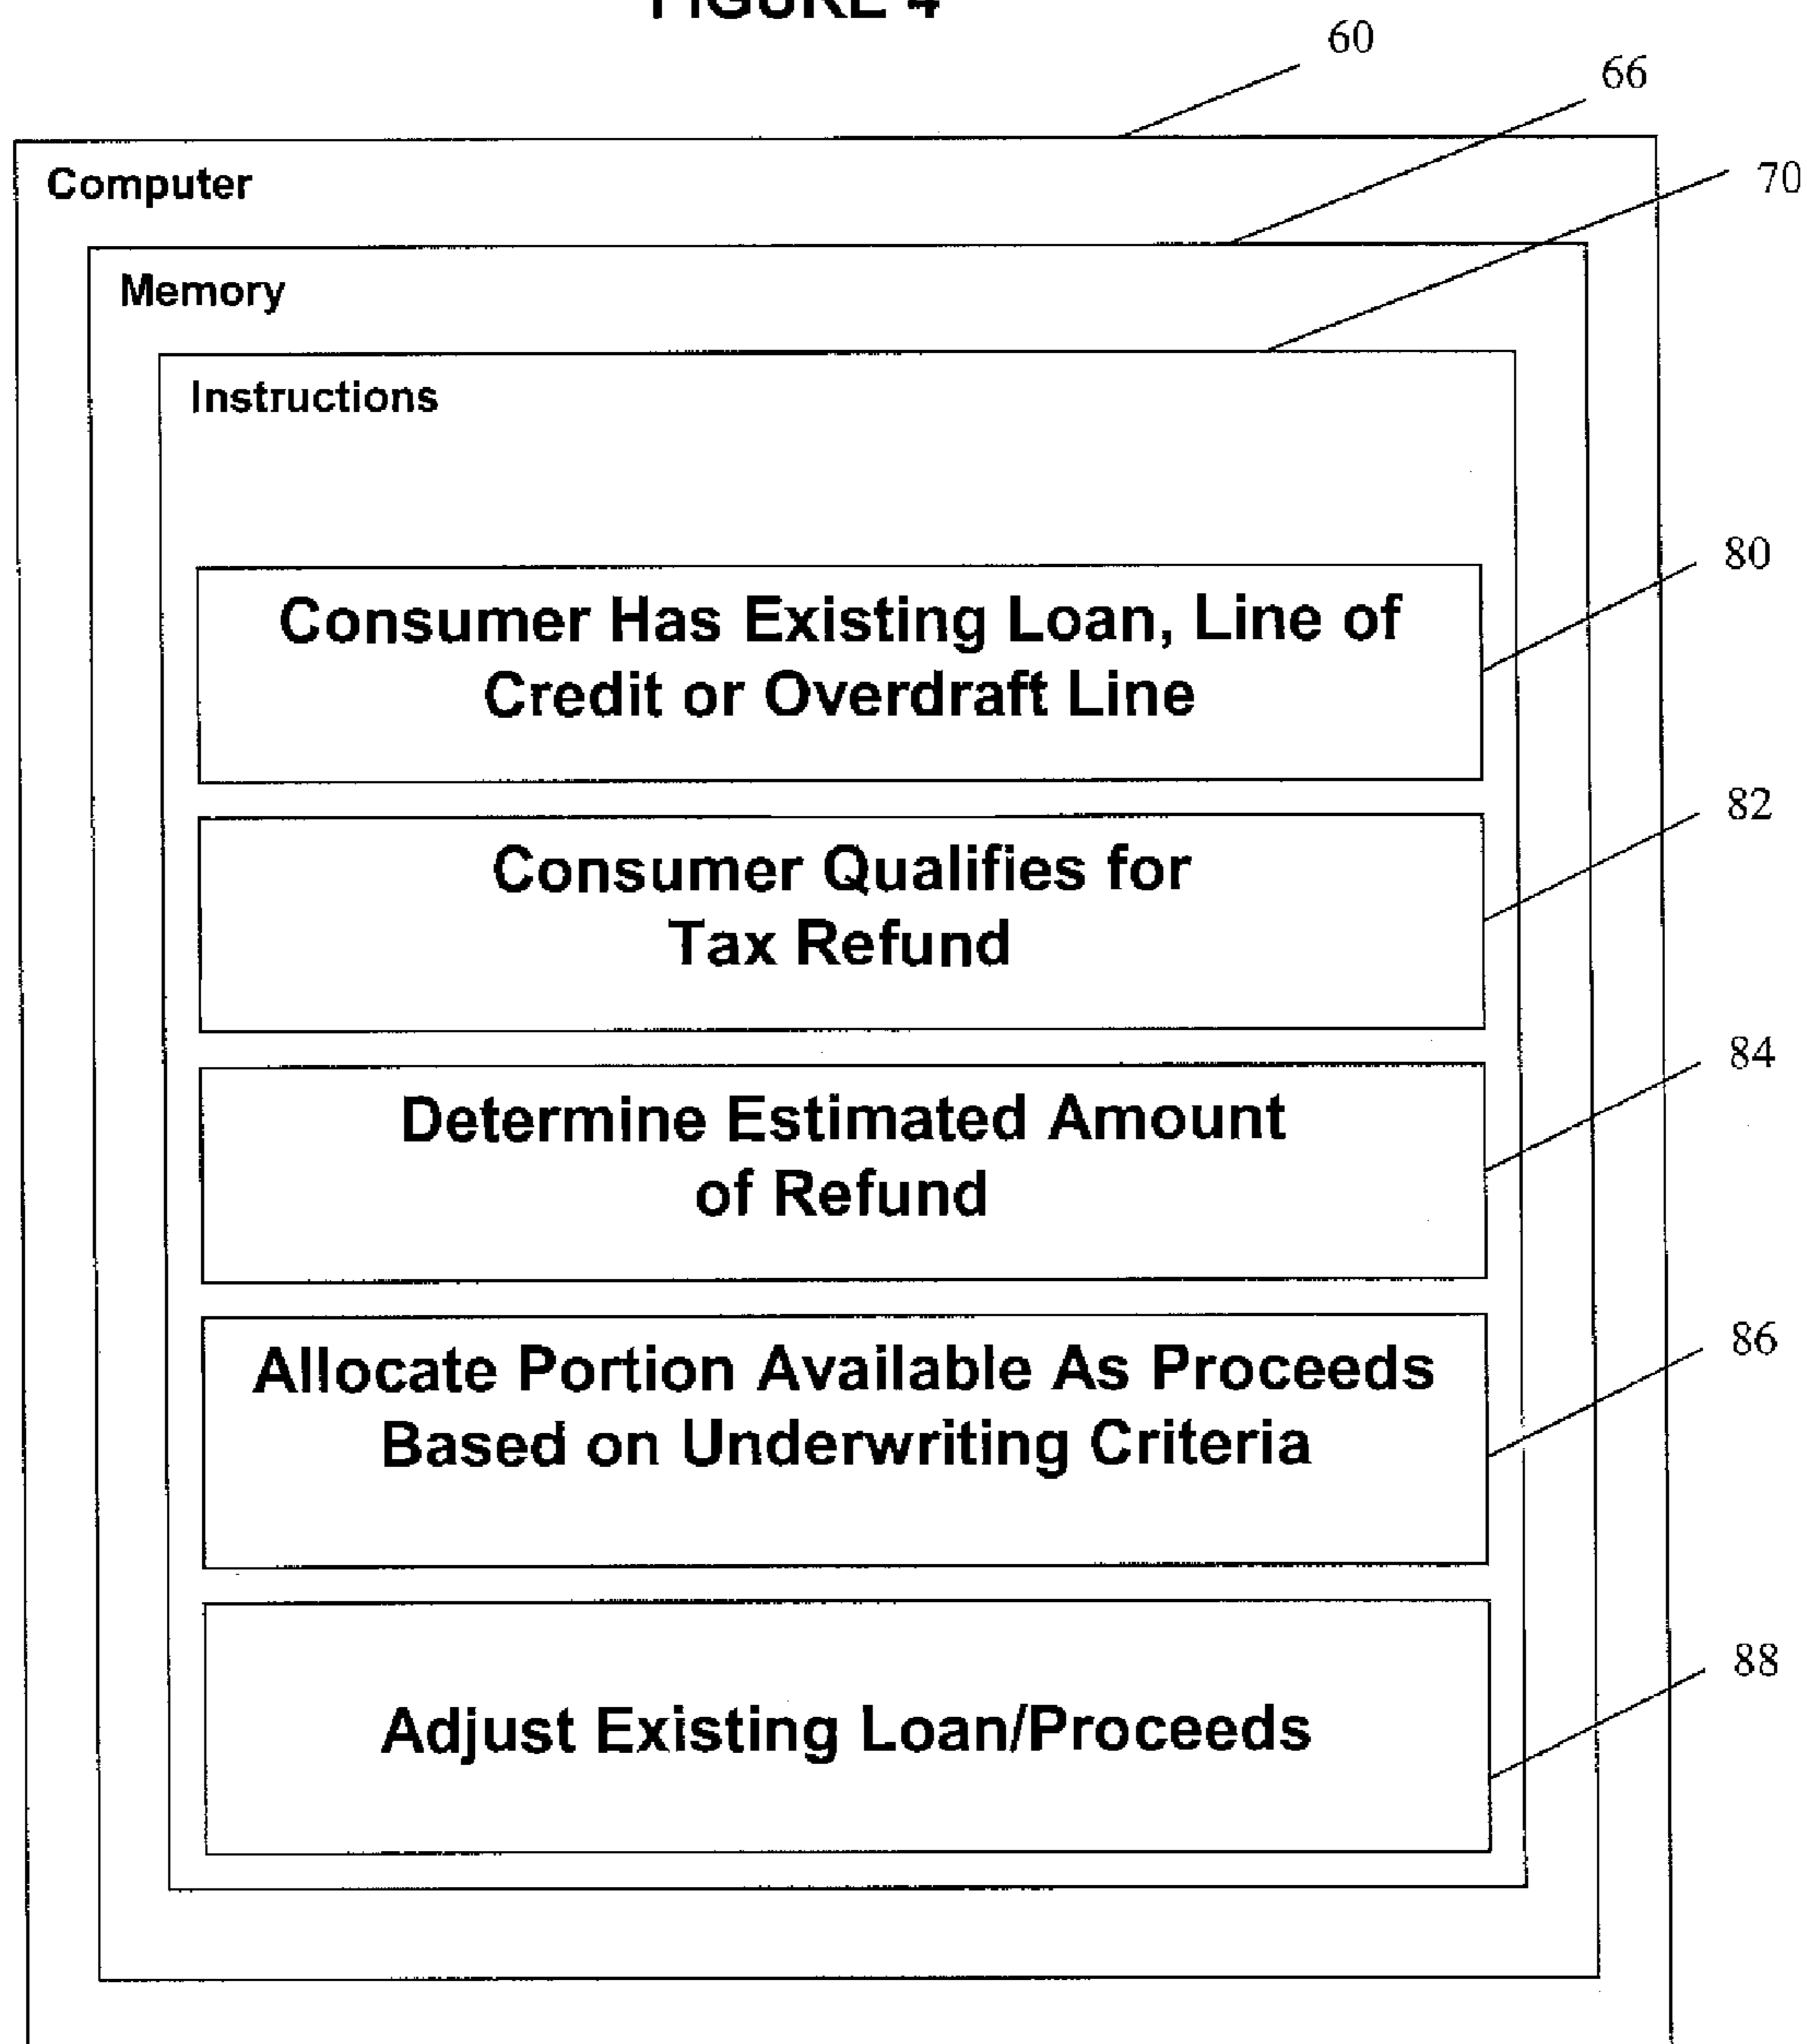 FIGURE 4
60
66
Computer
70
Memory
Instructions
80
Consumer Has Existing Loan, Line of
Credit or Overdraft Line
82
Consumer Qualifies for
Tax Refund
84
Determine Estimated Amount
of Refund
86
Allocate Portion Available As Proceeds
Based on Underwriting Criteria
88
Adjust Existing Loan/Proceeds